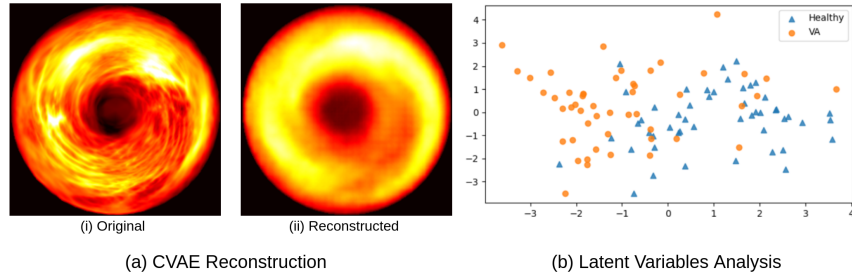 (i) Original
(ii) Reconstructed
(a) CVAE Reconstruction
Healthy
VA
4
3
2
1
0
−1
−2
−3
−3 −2 −1 0 1 2 3 4
(b) Latent Variables Analysis